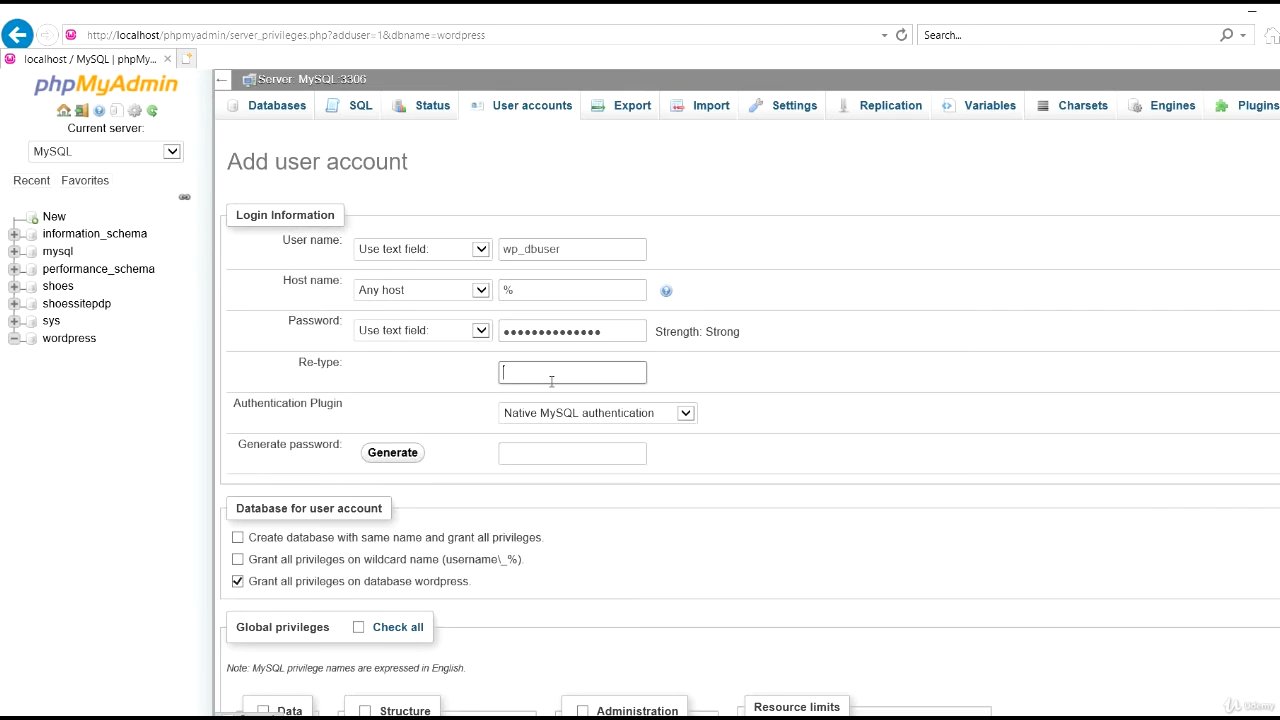 http://localhost/phpmyadmin/server_privileges.php?adduser=1&dbname=wordpress
Search...
localhost / MySQL | phpMy...
phpMyAdmin
Current server:
MySQL
Recent Favorites
New
information_schema
mysql
performance_schema
shoes
shoessitepdp
sys
wordpress
Server: MySQL:3306
Databases SQL Status User accounts Export Import Settings Replication Variables Charsets Engines Plugins
Add user account
Login Information
User name: Use text field: wp_dbuser
Host name: Any host %
Password: Use text field: •••••••••••••• Strength: Strong
Re-type:
Authentication Plugin Native MySQL authentication
Generate password: Generate
Database for user account
Create database with same name and grant all privileges.
Grant all privileges on wildcard name (username\_%).
Grant all privileges on database wordpress.
Global privileges Check all
Note: MySQL privilege names are expressed in English.
Data Structure Administration Resource limits
Udemy